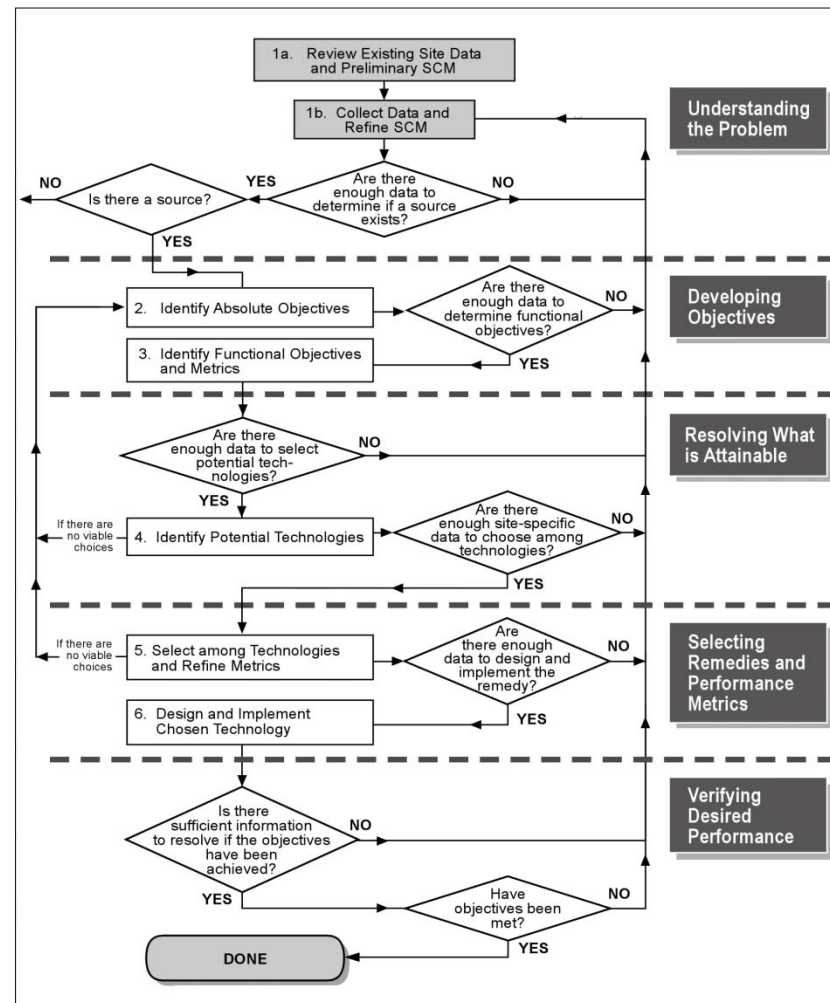 1a. Review Existing Site Data
and Preliminary SCM
1b. Collect Data and
Refine SCM
Understanding
the Problem
NO
Is there a source?
YES
Are there
enough data to
determine if a source
exists?
NO
YES
2. Identify Absolute Objectives
Are there
enough data to
determine functional
objectives?
NO
Developing
Objectives
YES
3. Identify Functional Objectives
and Metrics
Are there
enough data to select
potential tech-
nologies?
NO
Resolving What
is Attainable
YES
If there are
no viable
choices
4. Identify Potential Technologies
Are there
enough site-specific
data to choose among
technologies?
NO
YES
If there are
no viable
choices
5. Select among Technologies
and Refine Metrics
Are
there enough
data to design and
implement the
remedy?
NO
Selecting
Remedies and
Performance
Metrics
YES
6. Design and Implement
Chosen Technology
Is there
sufficient information
to resolve if the objectives
have been
achieved?
NO
Verifying
Desired
Performance
YES
Have
objectives been
met?
NO
YES
DONE